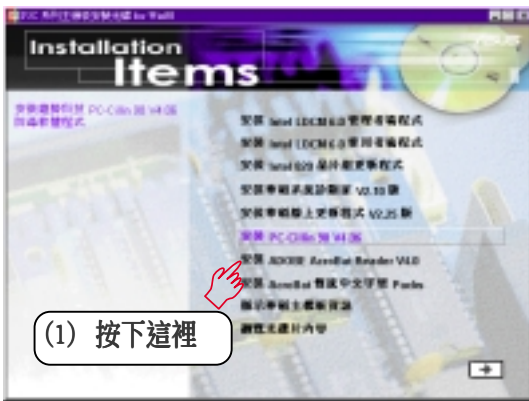 Installation
Items
安裝趨勢科技 PC-Cillin 98 V4.06
防毒軟體程式
安裝 Intel LDCM 6.0 管理者端程式
安裝 Intel LDCM 6.0 使用者端程式
安裝 Intel 820 晶片組更新程式
安裝華碩系統診斷家 V2.10 版
安裝華碩線上更新程式 V2.25 版
安裝 PC-Cillin 98 V4.06
安裝 ADOBE AcroBat Reader V4.0
安裝 AcroBat 繁體中文字型 Packs
顯示華碩主機板資訊
瀏覽光碟片內容
(1) 按下這裡